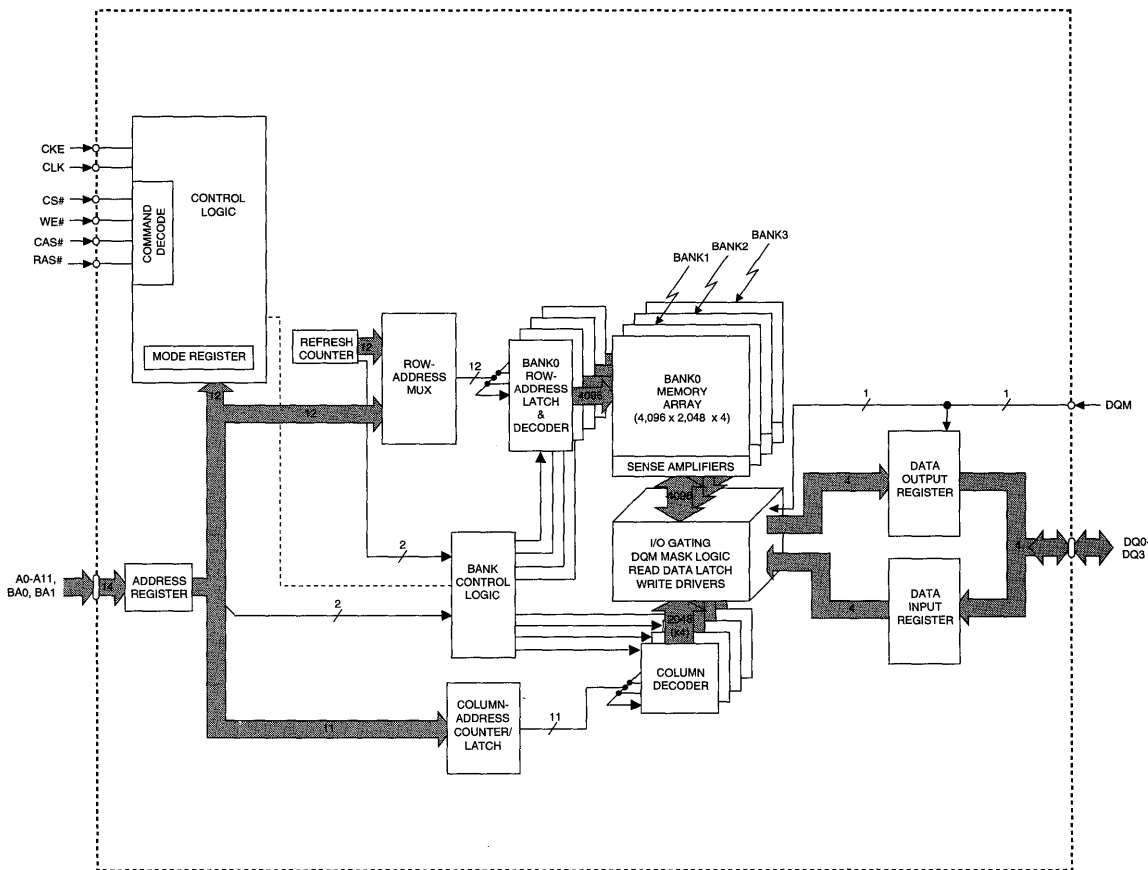 CKE
CLK
CS#
WE#
CAS#
RAS#
COMMAND
DECODE
CONTROL
LOGIC
MODE REGISTER
12
REFRESH
COUNTER
12
12
ROW-
ADDRESS
MUX
12
BANK0
ROW-
ADDRESS
LATCH
&
DECODER
4096
BANK1
BANK2
BANK3
BANK0
MEMORY
ARRAY
(4,096 x 2,048 x 4)
SENSE AMPLIFIERS
4096
I/O GATING
DQM MASK LOGIC
READ DATA LATCH
WRITE DRIVERS
2048
(x4)
COLUMN
DECODER
2
2
BANK
CONTROL
LOGIC
A0-A11,
BA0, BA1
14
ADDRESS
REGISTER
11
COLUMN-
ADDRESS
COUNTER/
LATCH
11
1
1
DQM
4
DATA
OUTPUT
REGISTER
4
DATA
INPUT
REGISTER
4
DQ0-
DQ3